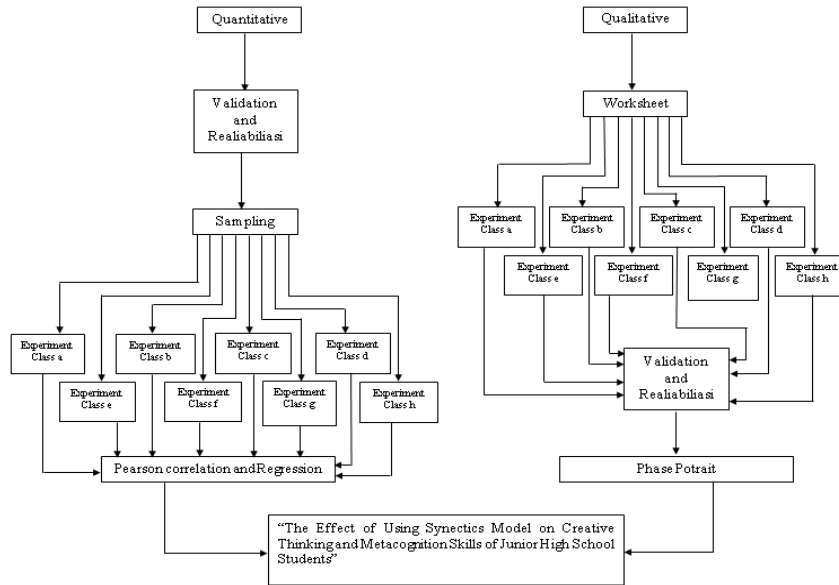 Quantitative
Validation
and
Realiabiliasi
Sampling
Experiment
Class a
Experiment
Class b
Experiment
Class c
Experiment
Class d
Experiment
Class e
Experiment
Class f
Experiment
Class g
Experiment
Class h
Pearson correlation and Regression
Qualitative
Worksheet
Experiment
Class a
Experiment
Class b
Experiment
Class c
Experiment
Class d
Experiment
Class e
Experiment
Class f
Experiment
Class g
Experiment
Class h
Validation
and
Realiabiliasi
Phase Potrait
“The Effect of Using Synectics Model on Creative
Thinking and Metacognition Skills of Junior High School
Students”